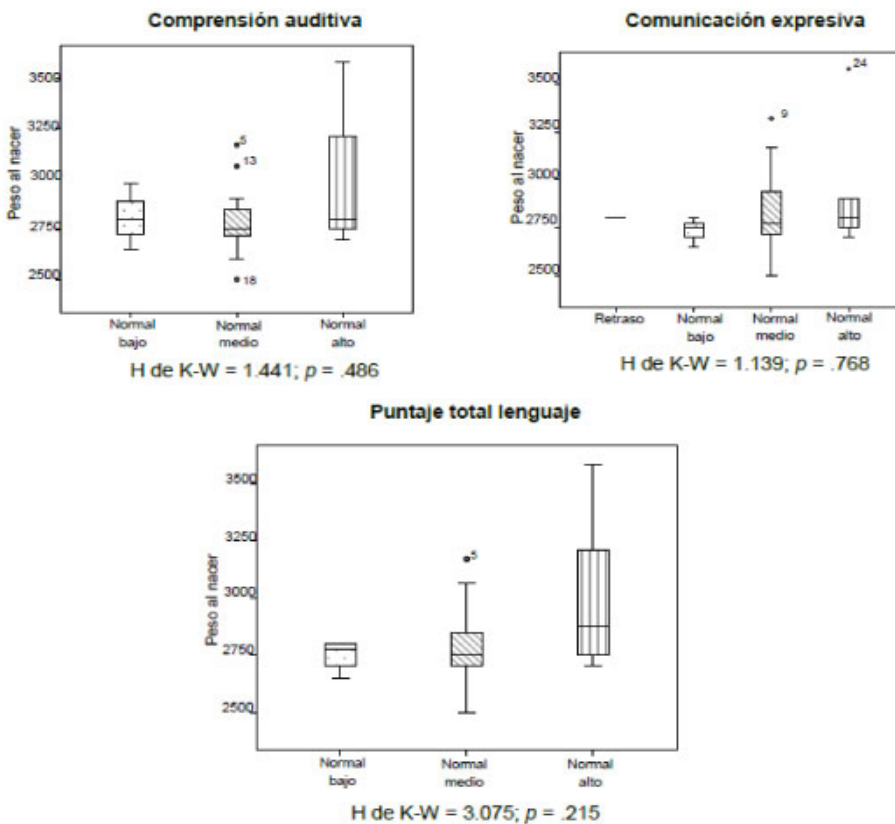 Comprensión auditiva
Peso al nacer
3500
3250
3000
2750
2500
5
13
18
Normal bajo
Normal medio
Normal alto
H de K-W = 1.441; p = .486
Comunicación expresiva
Peso al nacer
3500
3250
3000
2750
2500
9
24
Retraso
Normal bajo
Normal medio
Normal alto
H de K-W = 1.139; p = .768
Puntaje total lenguaje
Peso al nacer
3500
3250
3000
2750
2500
5
Normal bajo
Normal medio
Normal alto
H de K-W = 3.075; p = .215